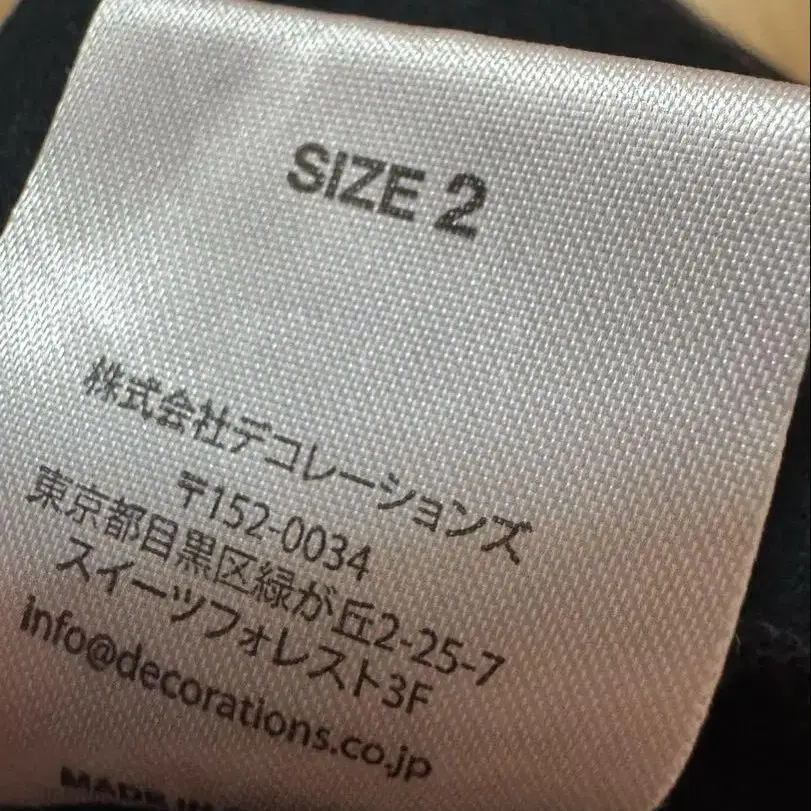 SIZE 2
株式会社デコレーションズ
〒152-0034
東京都目黒区緑が丘2-25-7
スイーツフォレスト3F
info@decorations.co.jp
MADE IN